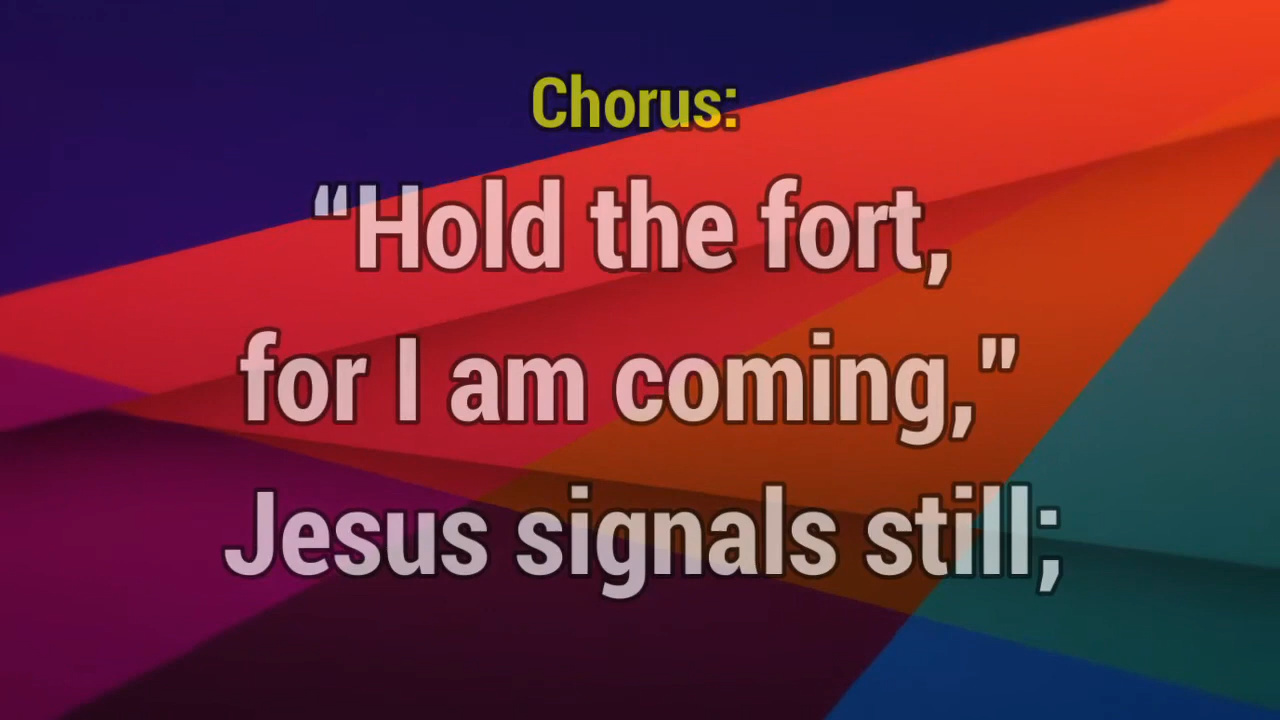 Chorus:
“Hold the fort,
for I am coming,”
Jesus signals still;